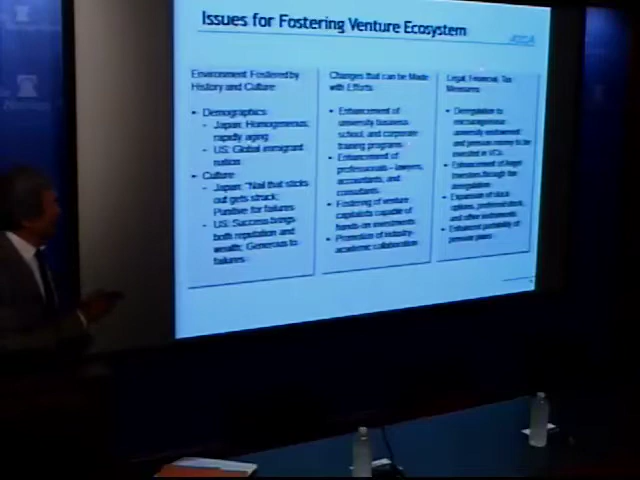 Issues for Fostering Venture Ecosystem
Environment Fostered by
History and Culture
• Demographics
- Japan: Homogeneous;
rapidly aging
- US: Global immigrant
nation
• Culture
- Japan: "Nail that sticks
out gets struck; 
Punitive for failures
- US: Success brings
both reputation and
wealth; Generous to
failures
Changes that can be Made
with Efforts
• Enhancement of
university business
school, and corporate
training programs
• Enhancement of
professionals – lawyers,
accountants, and
consultants
• Fostering of venture
capitalists capable of
hands-on investments
• Promotion of industry-
academic collaboration
Legal, Financial, Tax
Measures
• Deregulation to
encourage
university endowment
and pension money to be
invested in VCs
• Enhancement of Angel
Investors through tax
deregulation
• Expansion of stock
options, preferred stock,
and other instruments
• Enhanced portability of
pension plans